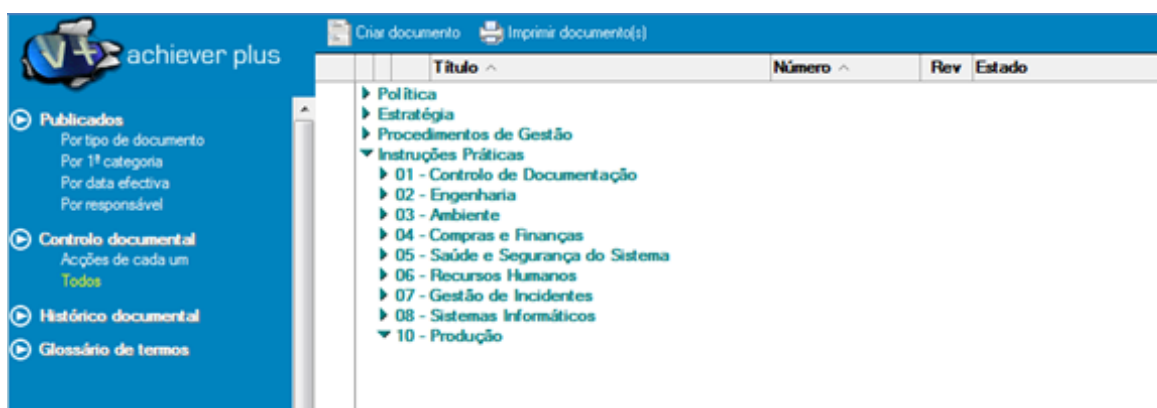 V+
achiever plus
Criar documento Imprimir documento(s)
Título Número Rev Estado
Publicados
Por tipo de documento
Por 1ª categoria
Por data efectiva
Por responsável
Controlo documental
Acções de cada um
Todos
Histórico documental
Glossário de termos
Política
Estratégia
Procedimentos de Gestão
Instruções Práticas
01 - Controlo de Documentação
02 - Engenharia
03 - Ambiente
04 - Compras e Finanças
05 - Saúde e Segurança do Sistema
06 - Recursos Humanos
07 - Gestão de Incidentes
08 - Sistemas Informáticos
10 - Produção